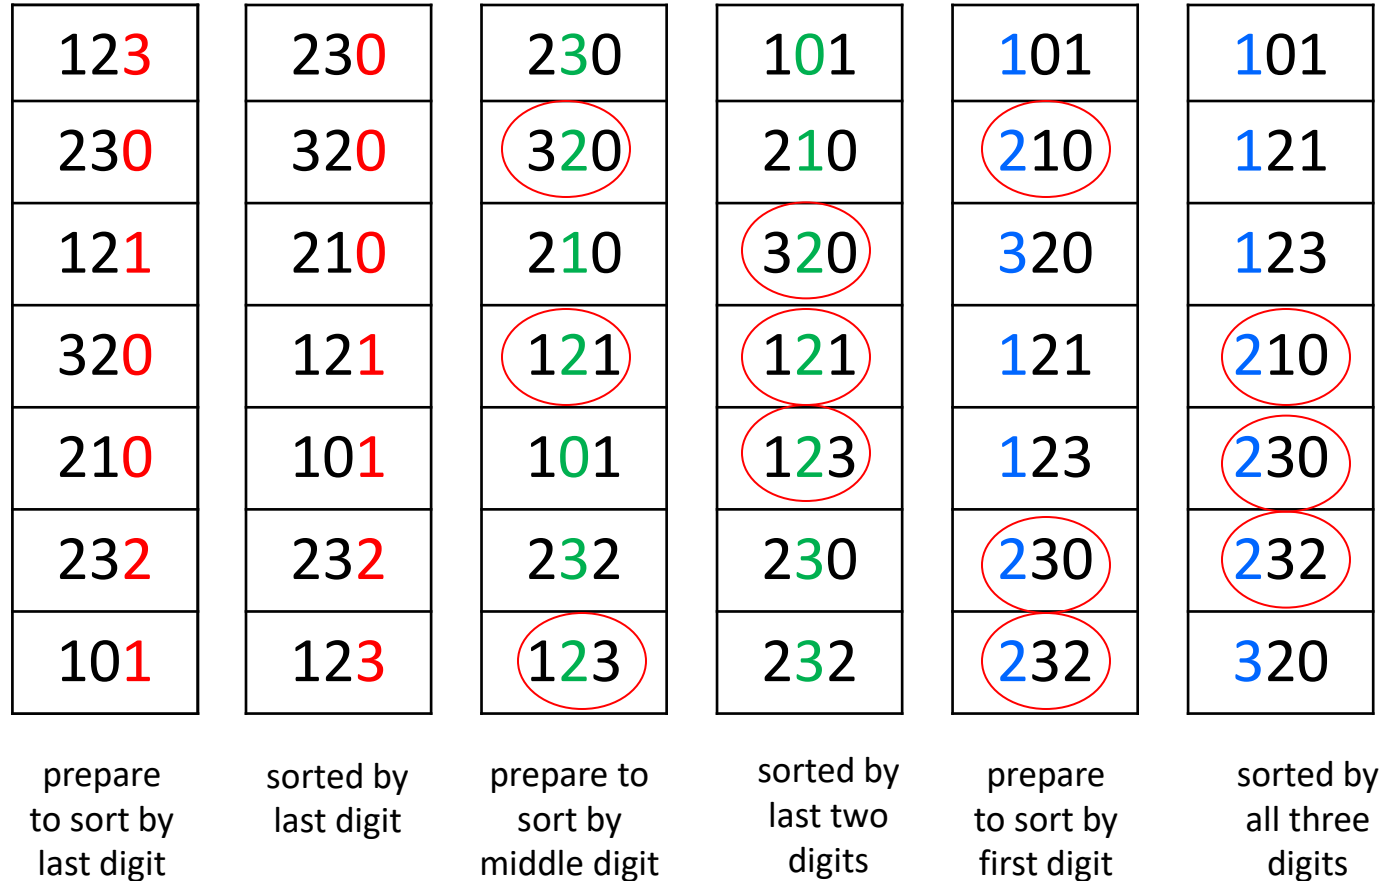 123 230 230 101 101 101
230 320 320 210 210 121
121 210 210 320 320 123
320 121 121 121 121 210
210 101 101 123 123 230
232 232 232 230 230 232
101 123 123 232 232 320
prepare
to sort by
last digit
sorted by
last digit
prepare to
sort by
middle digit
sorted by
last two
digits
prepare
to sort by
first digit
sorted by
all three
digits